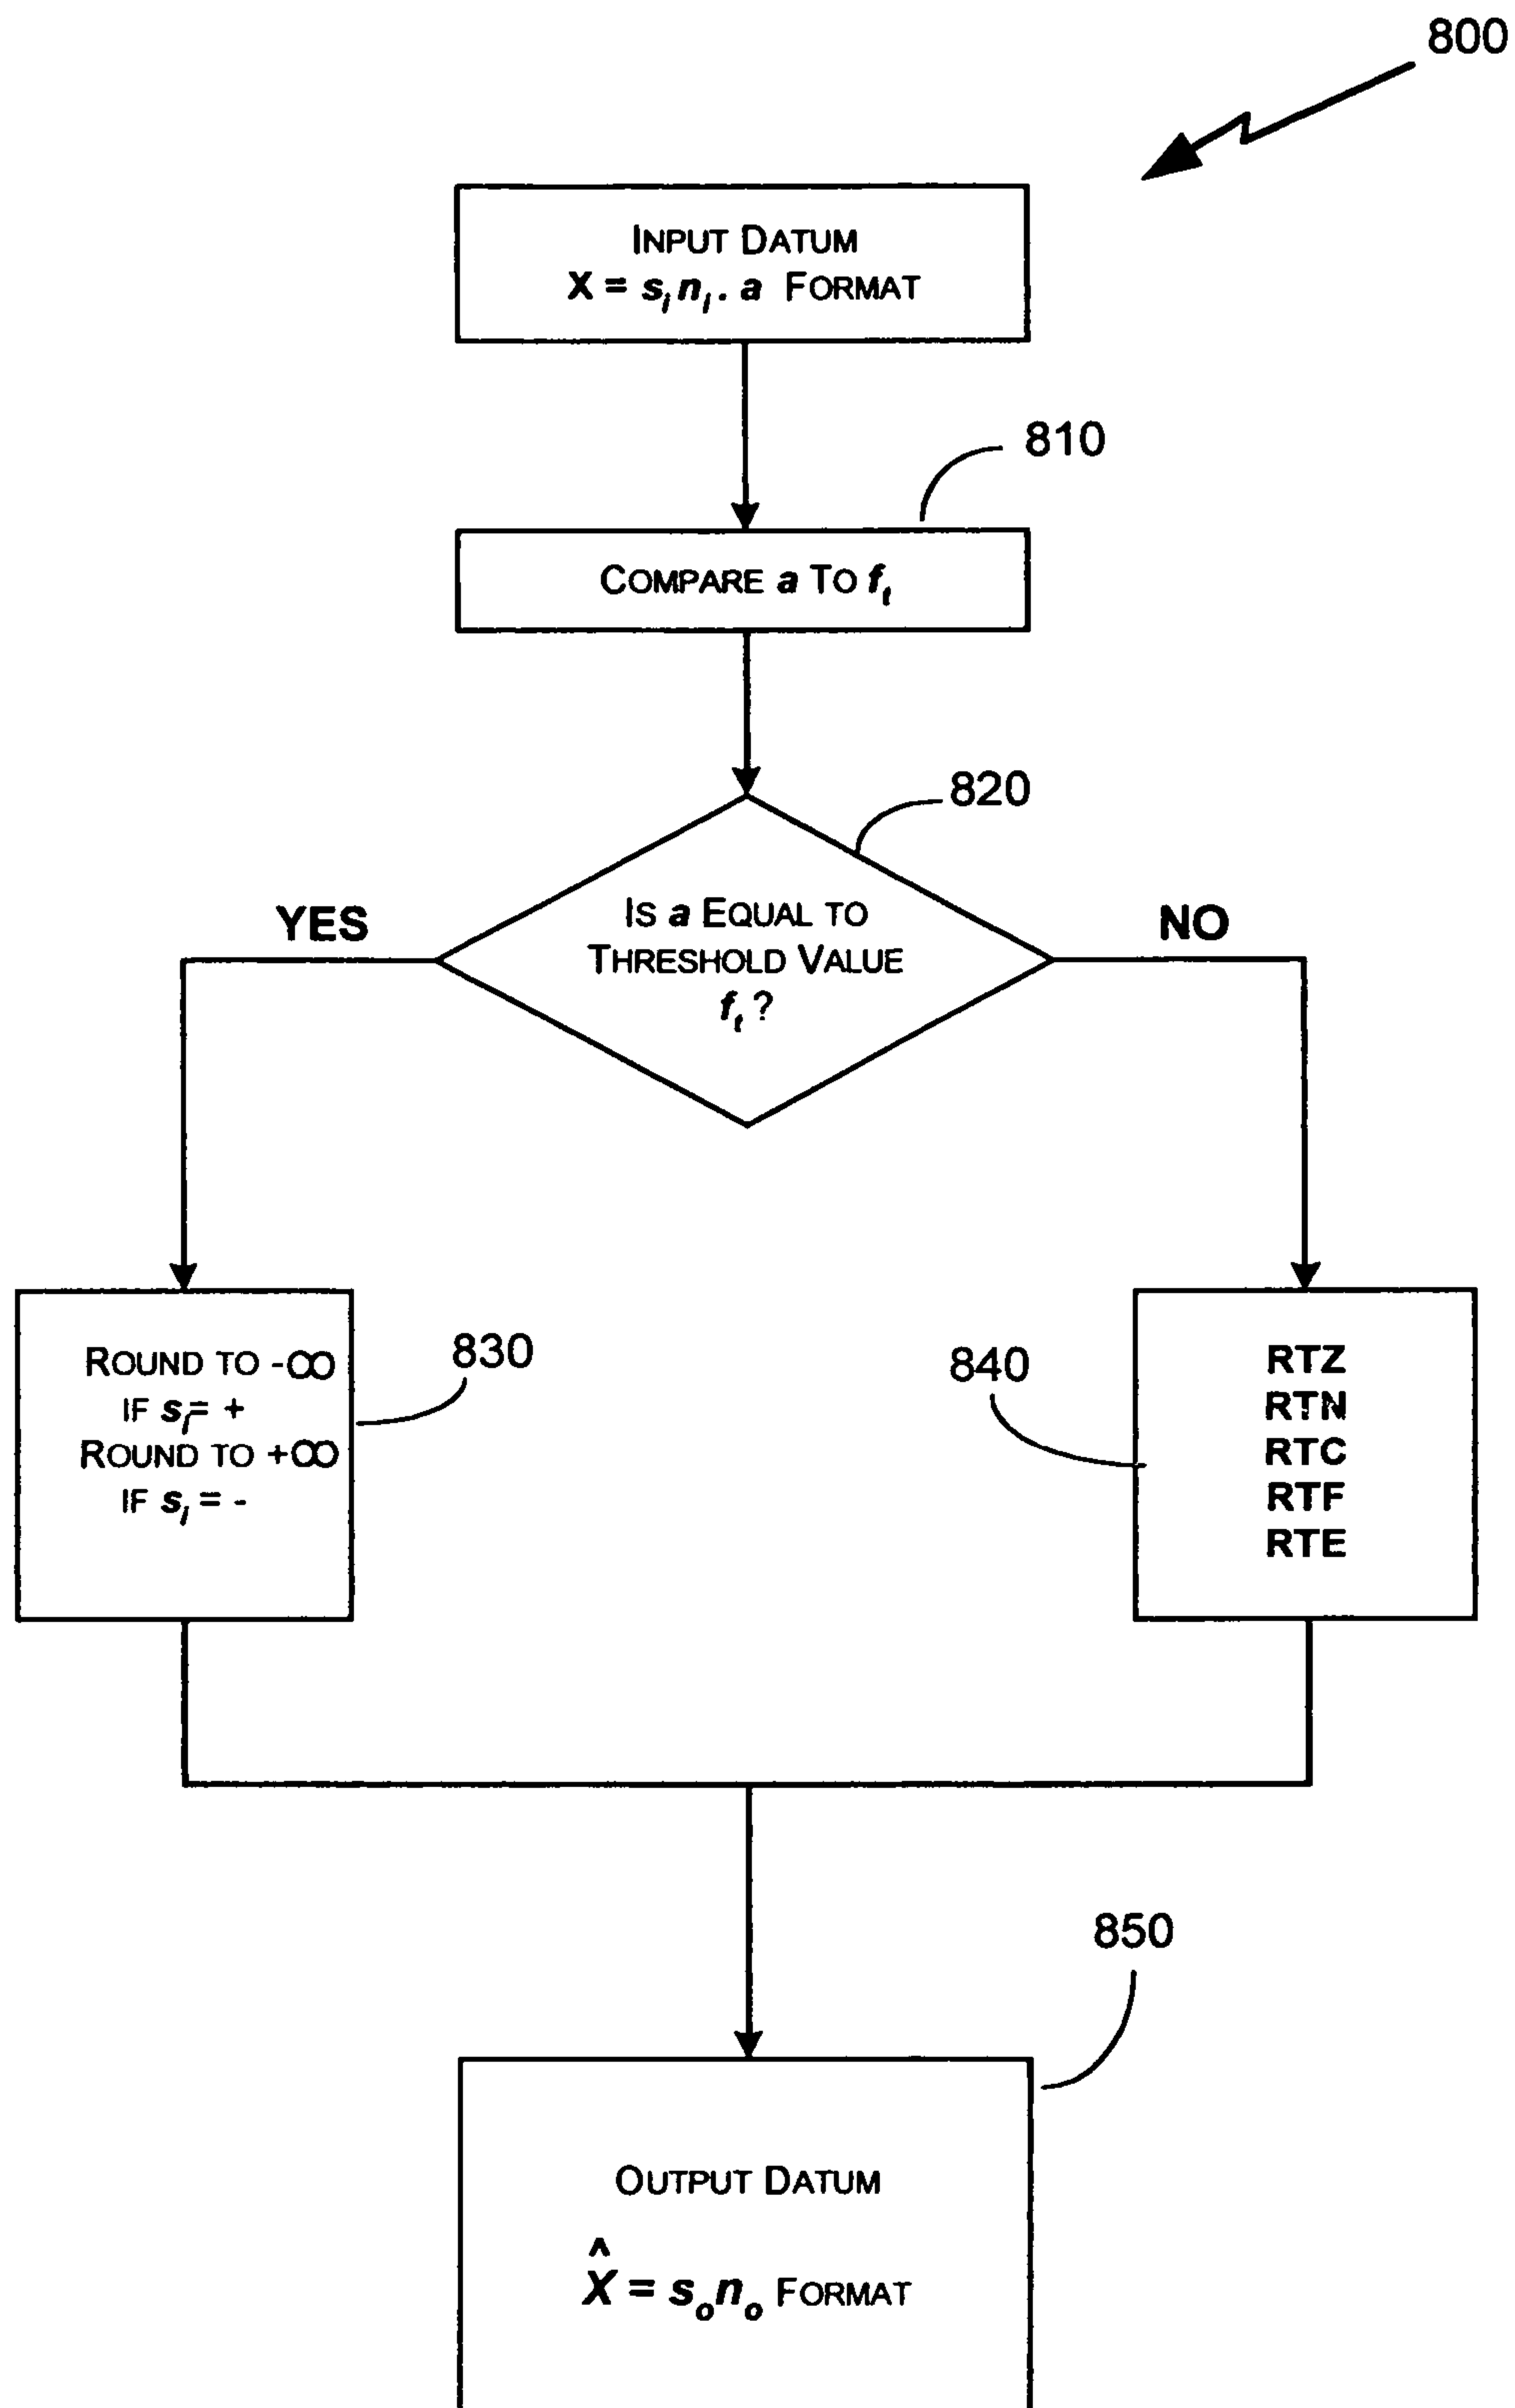 800
INPUT DATUM
X = sᵢnᵢ. a FORMAT
810
COMPARE a TO fₜ
820
IS a EQUAL TO
THRESHOLD VALUE
fₜ ?
YES
NO
ROUND TO -∞
IF sᵢ= +
ROUND TO +∞
IF sᵢ = -
830
840
RTZ
RTN
RTC
RTF
RTE
850
OUTPUT DATUM
X̂ = sₒnₒ FORMAT